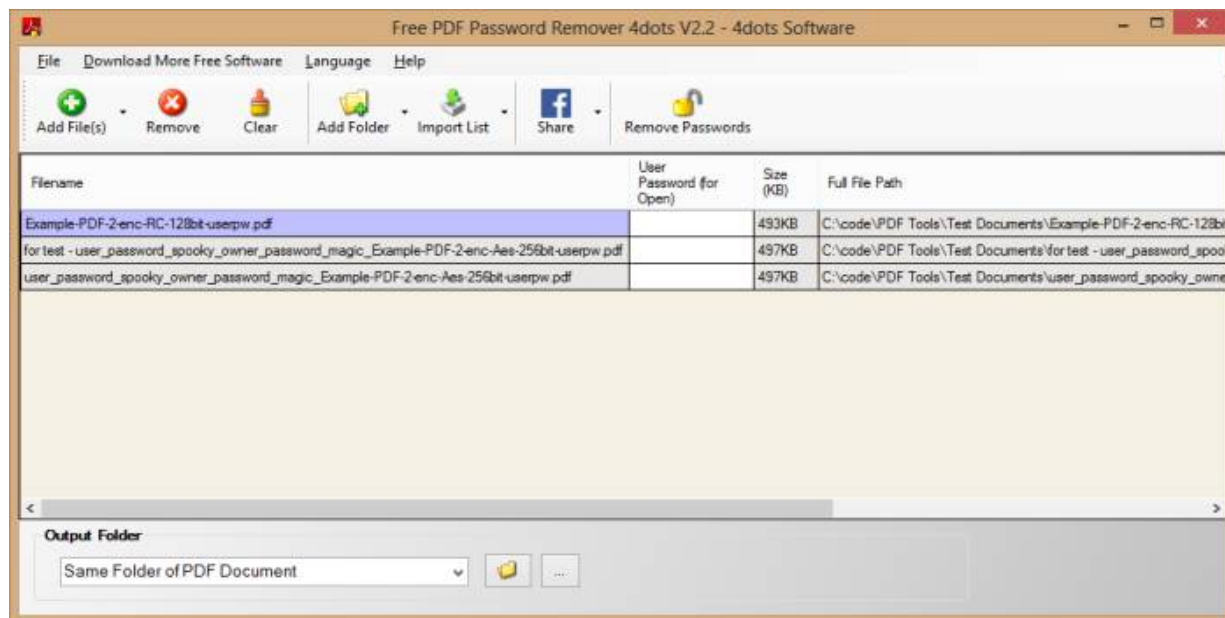 Free PDF Password Remover 4dots V2.2 - 4dots Software
File Download More Free Software Language Help
Add File(s) Remove Clear Add Folder Import List Share Remove Passwords
Filename User Password (for Open) Size (KB) Full File Path
Example-PDF-2-enc-RC-128bit-userpw.pdf 493KB C:\code\PDF Tools\Test Documents\Example-PDF-2-enc-RC-128bit
for test - user_password_spooky_owner_password_magic_Example-PDF-2-enc-Aes-256bit-userpw.pdf 497KB C:\code\PDF Tools\Test Documents\for test - user_password_spoo
user_password_spooky_owner_password_magic_Example-PDF-2-enc-Aes-256bit-userpw.pdf 497KB C:\code\PDF Tools\Test Documents\user_password_spooky_owne
Output Folder
Same Folder of PDF Document
...